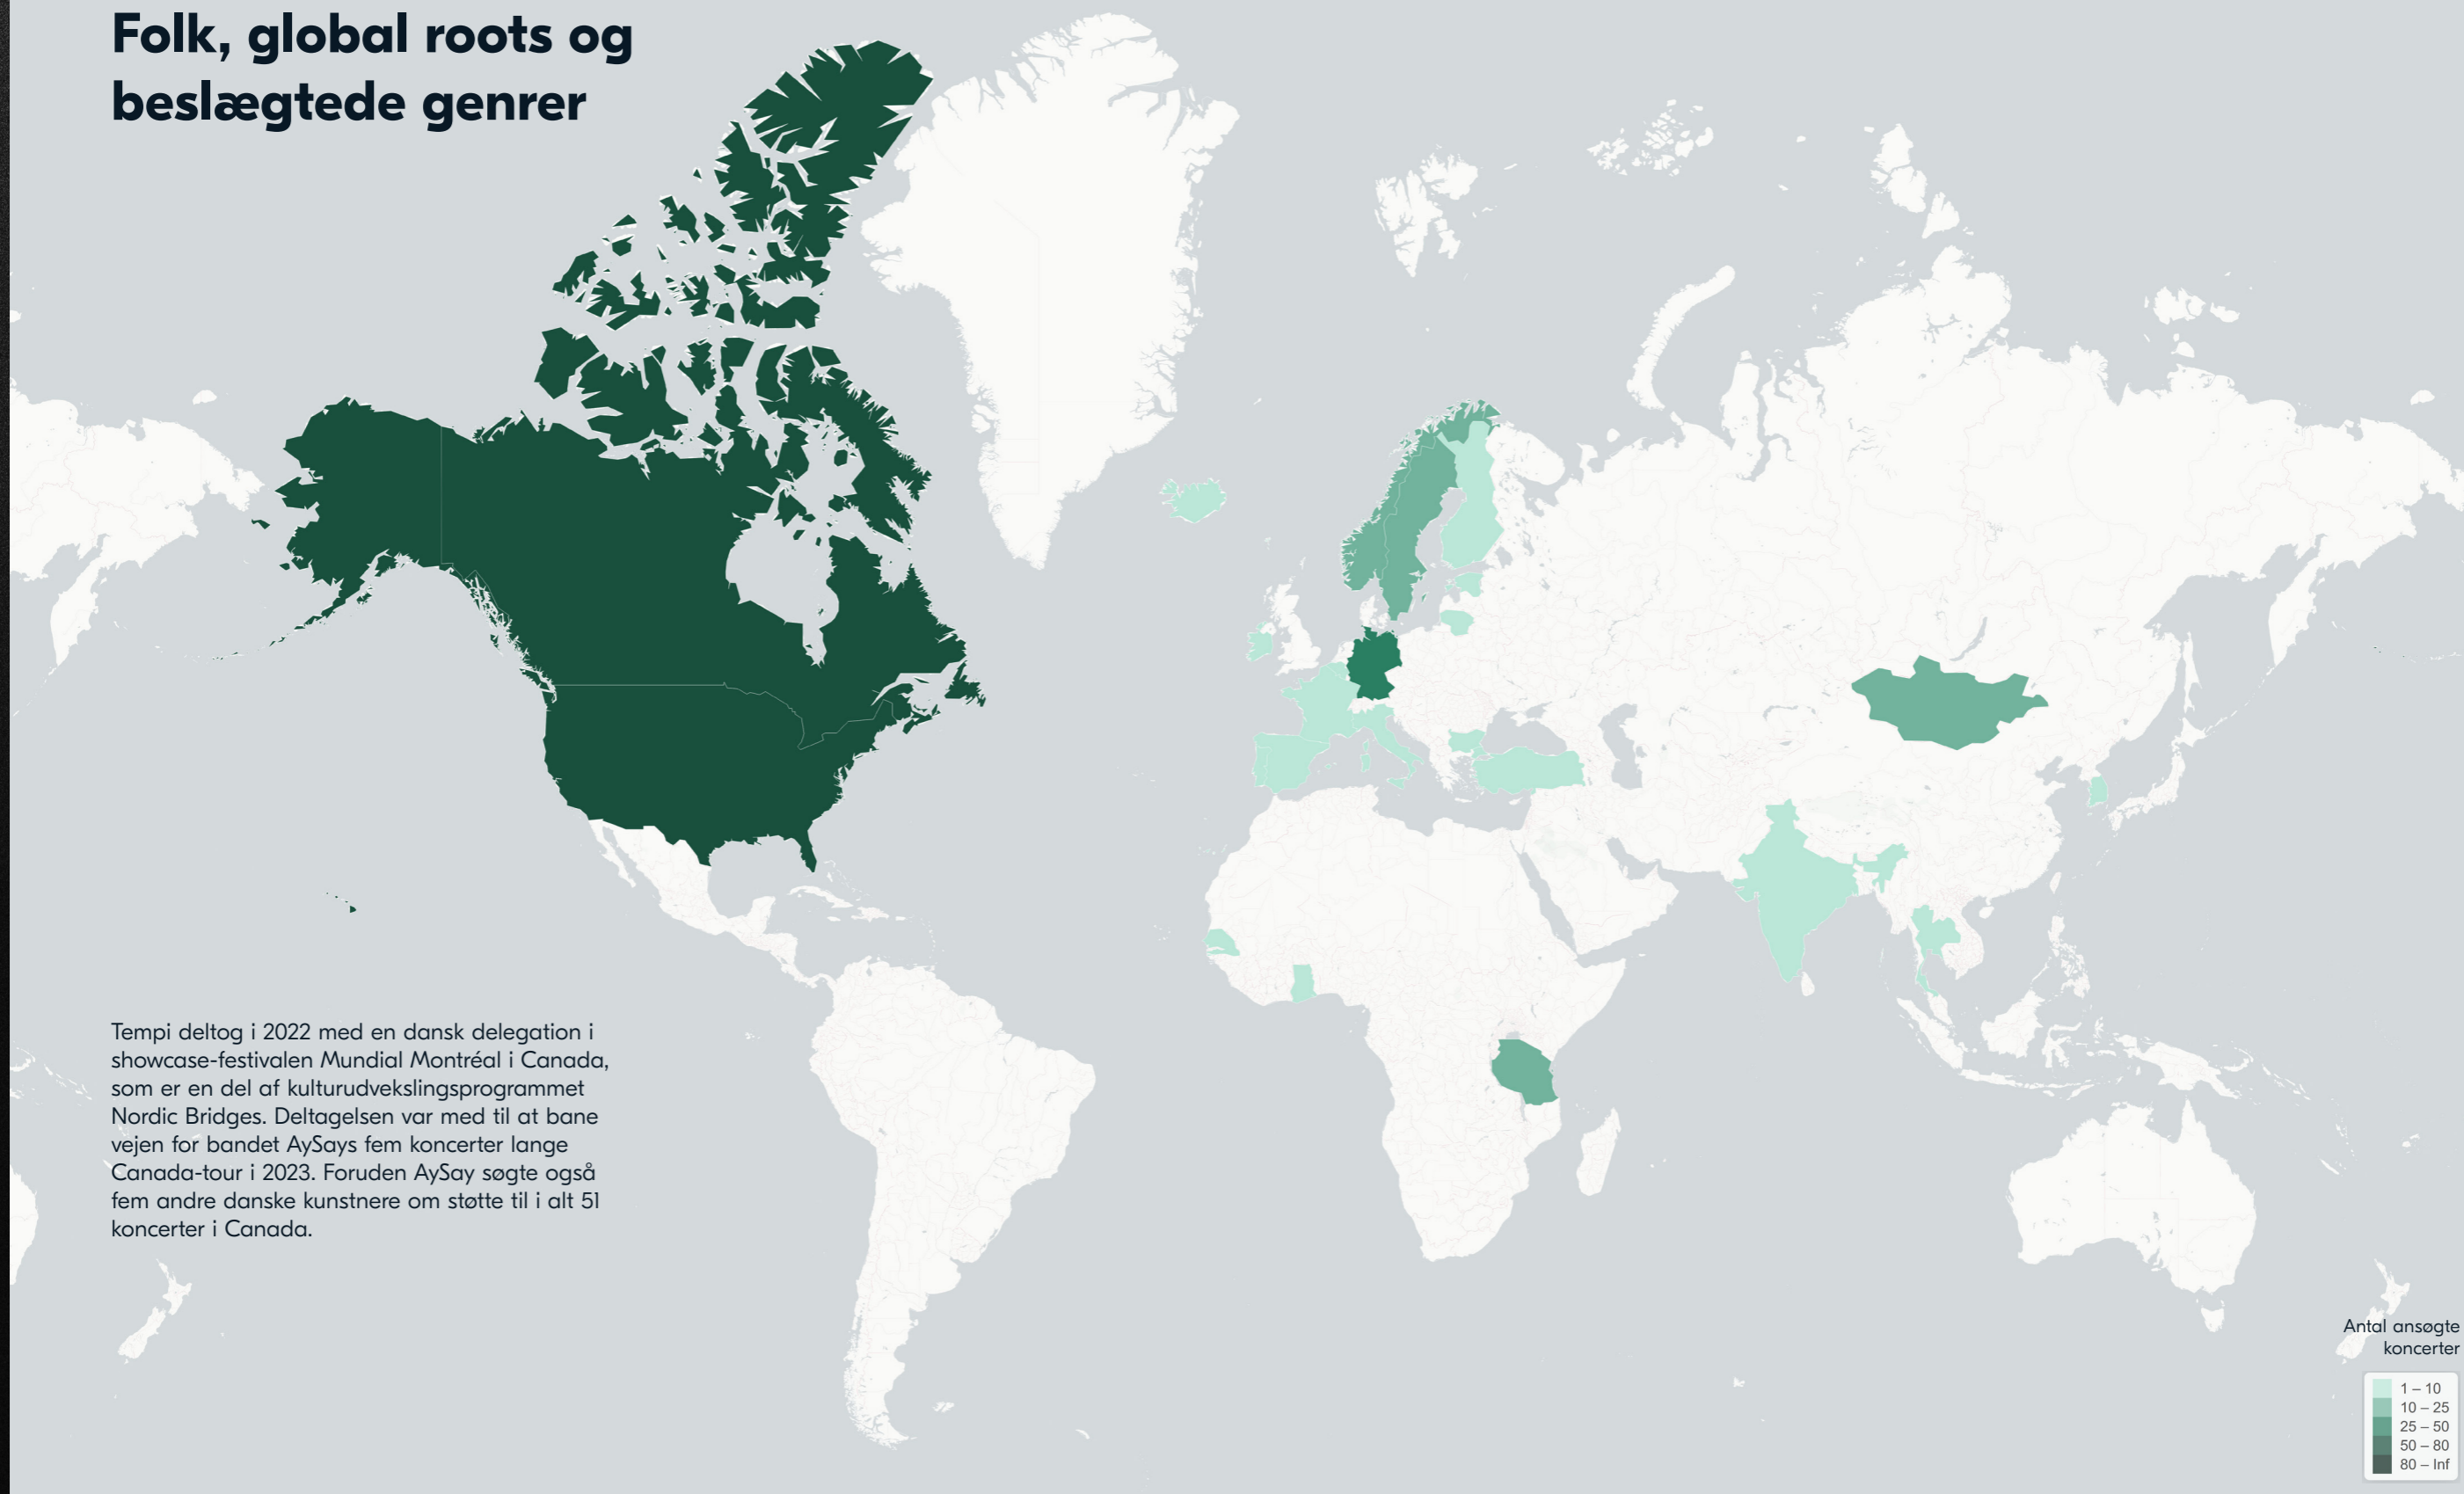 Folk, global roots og
beslægtede genrer
Tempi deltog i 2022 med en dansk delegation i
showcase-festivalen Mundial Montréal i Canada,
som er en del af kulturudvekslingsprogrammet
Nordic Bridges. Deltagelsen var med til at bane
vejen for bandet AySays fem koncerter lange
Canada-tour i 2023. Foruden AySay søgte også
fem andre danske kunstnere om støtte til i alt 51
koncerter i Canada.
Antal ansøgte
koncerter
1 – 10
10 – 25
25 – 50
50 – 80
80 – Inf